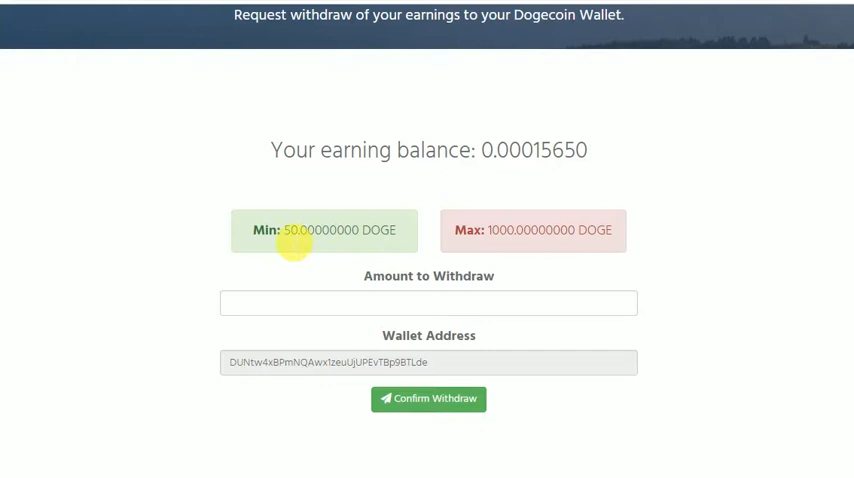 Request withdraw of your earnings to your Dogecoin Wallet.
Your earning balance: 0.00015650
Min: 50.00000000 DOGE
Max: 1000.00000000 DOGE
Amount to Withdraw
Wallet Address
DUNtw4xBPmNQAwx1zeuUjUPEvTBp9BTLde
Confirm Withdraw